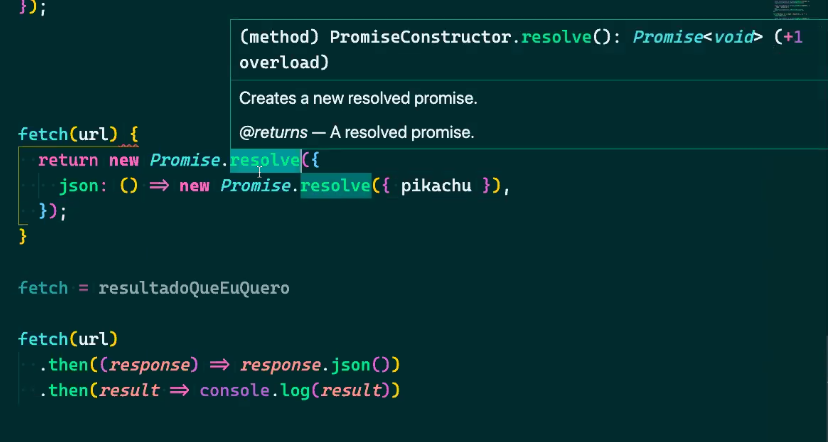 });
(method) PromiseConstructor.resolve(): Promise<void> (+1
overload)
Creates a new resolved promise.
@returns — A resolved promise.
fetch(url) {
return new Promise.resolve({
json: () => new Promise.resolve({ pikachu }),
});
}
fetch = resultadoQueEuQuero
fetch(url)
.then((response) => response.json())
.then(result => console.log(result))